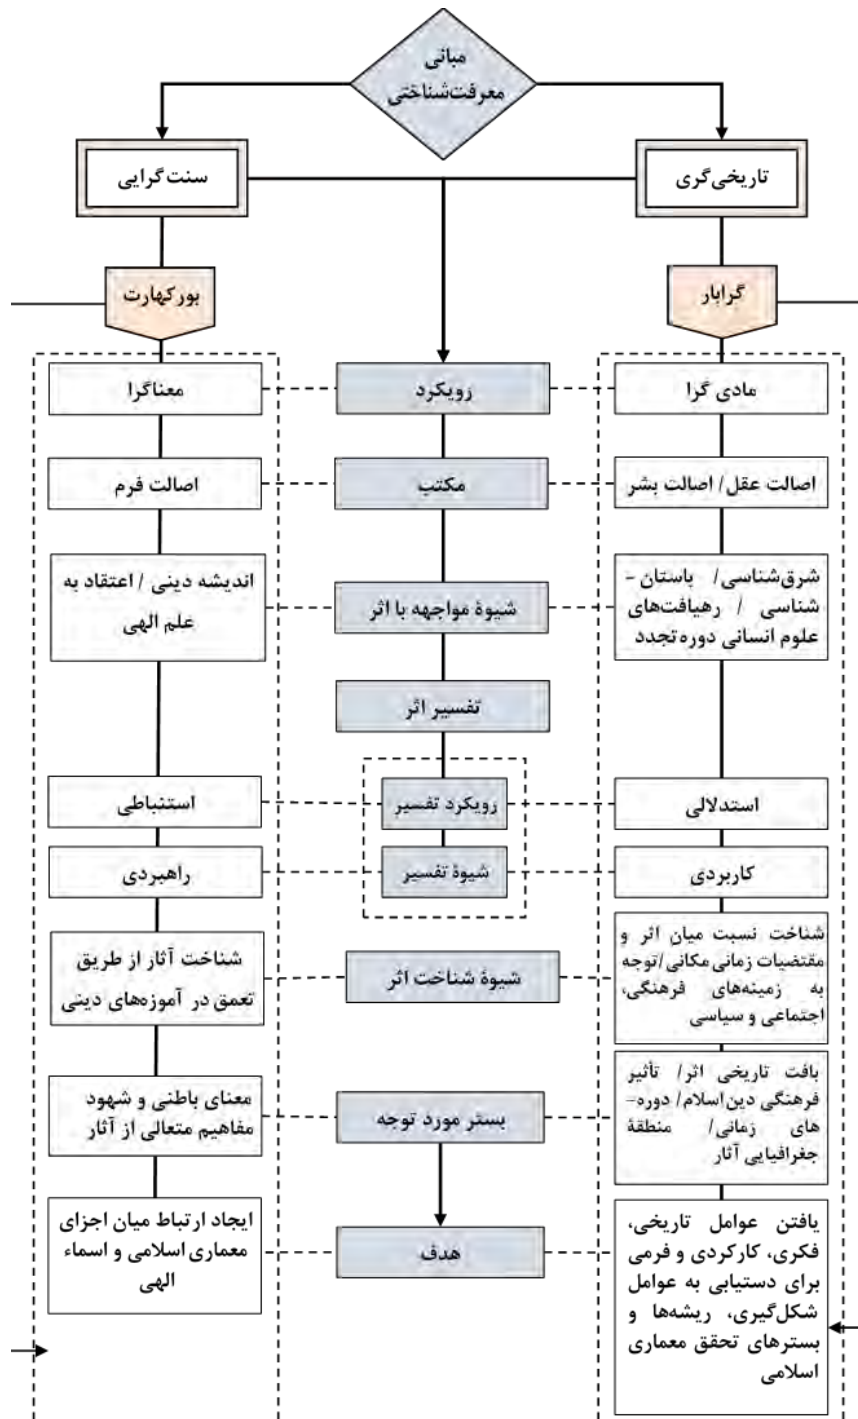 مبانی
معرفت‌شناختی
تاریخی‌گری
سنت‌گرایی
گرابار
بورکهارت
مادی گرا
رویکرد
معناگرا
اصالت عقل/ اصالت بشر
مکتب
اصالت فرم
شرق‌شناسی/ باستان –
شناسی / رهیافت‌های
علوم انسانی دوره تجدد
شیوۀ مواجهه با اثر
اندیشه دینی / اعتقاد به
علم الهی
تفسیر اثر
استدلالی
رویکرد تفسیر
استنباطی
کاربردی
شیوۀ تفسیر
راهبردی
شناخت نسبت میان اثر و
مقتضیات زمانی مکانی/توجه
به زمینه‌های فرهنگی،
اجتماعی و سیاسی
شیوۀ شناخت اثر
شناخت آثار از طریق
تعمق در آموزه‌های دینی
بافت تاریخی اثر/ تأثیر
فرهنگی دین‌اسلام/ دوره–
های زمانی/ منطقۀ
جغرافیایی آثار
بستر مورد توجه
معنای باطنی و شهود
مفاهیم متعالی از آثار
یافتن عوامل تاریخی،
فکری، کارکردی و فرمی
برای دستیابی به عوامل
شکل‌گیری، ریشه‌ها و
بسترهای تحقق معماری
اسلامی
هدف
ایجاد ارتباط میان اجزای
معماری اسلامی و اسماء
الهی